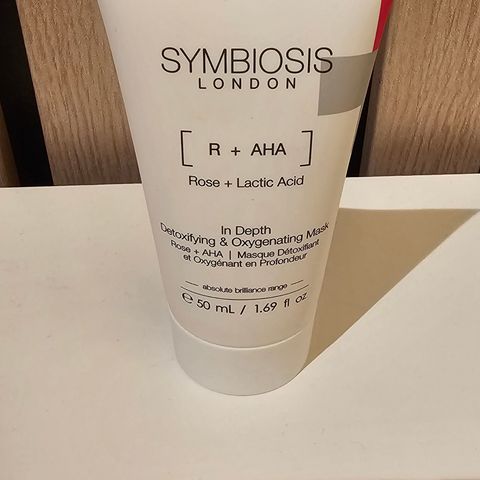 SYMBIOSIS
LONDON
[ R + AHA ]
Rose + Lactic Acid
In Depth
Detoxifying & Oxygenating Mask
Rose + AHA | Masque Détoxifiant
et Oxygénant en Profondeur
absolute brilliance range
℮ 50 mL / 1.69 fl oz